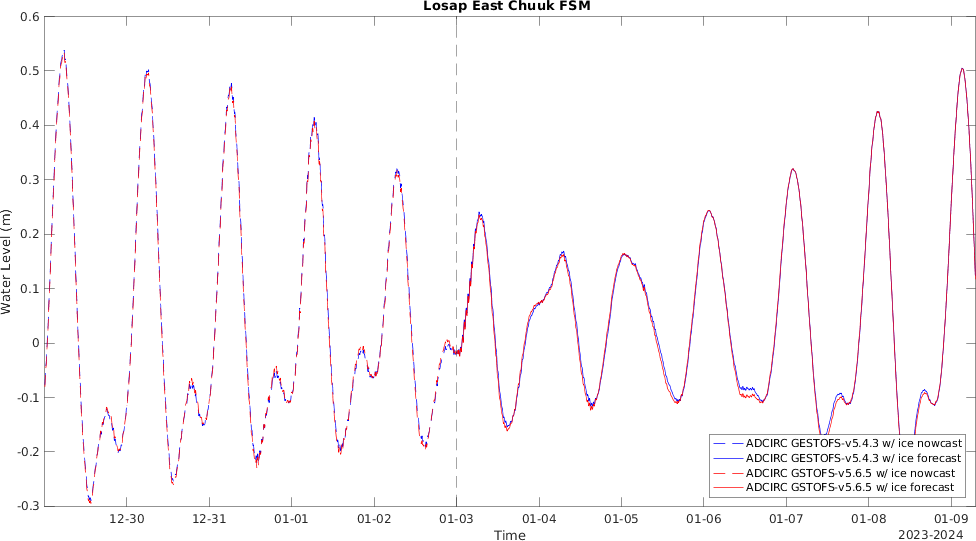 Losap East Chuuk FSM
0.6
0.5
0.4
0.3
0.2
0.1
0
-0.1
-0.2
-0.3
Water Level (m)
ADCIRC GESTOFS-v5.4.3 w/ ice nowcast
ADCIRC GESTOFS-v5.4.3 w/ ice forecast
ADCIRC GSTOFS-v5.6.5 w/ ice nowcast
ADCIRC GSTOFS-v5.6.5 w/ ice forecast
12-30 12-31 01-01 01-02 01-03 01-04 01-05 01-06 01-07 01-08 01-09
Time
2023-2024